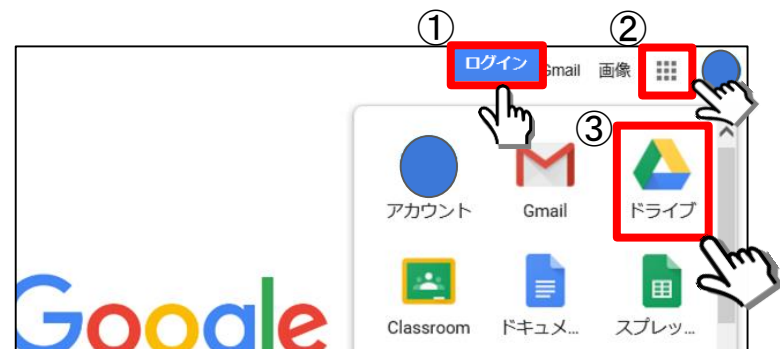 ① ②
ログイン Gmail 画像
③
アカウント Gmail ドライブ
Google
Classroom ドキュメ... スプレッ...